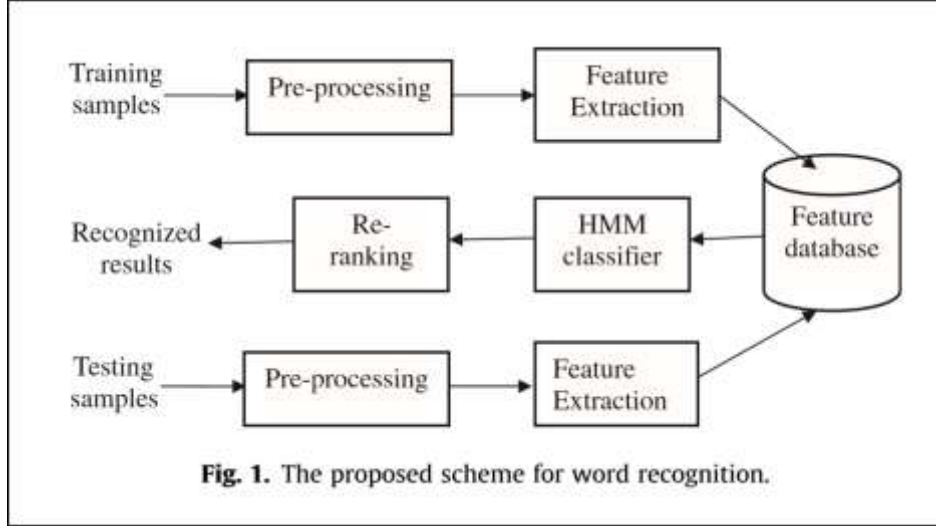 Training
samples
Pre-processing
Feature
Extraction
Recognized
results
Re-
ranking
HMM
classifier
Feature
database
Testing
samples
Pre-processing
Feature
Extraction
Fig. 1. The proposed scheme for word recognition.